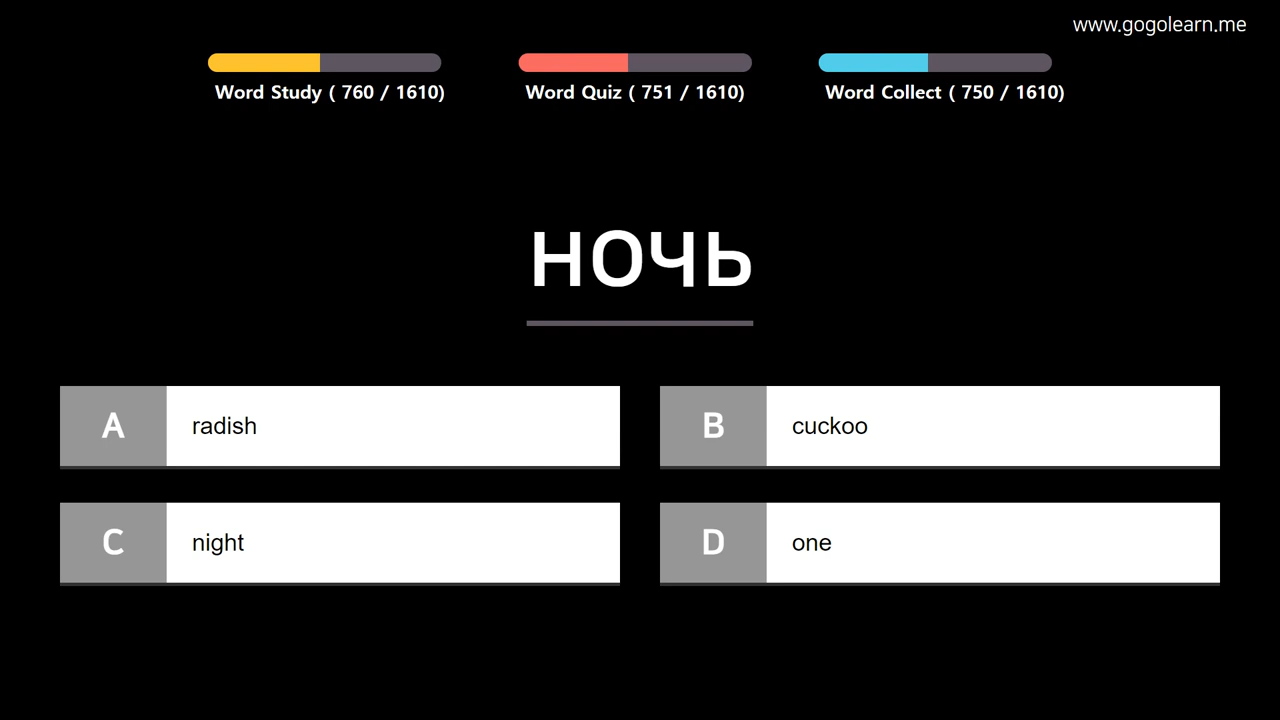 www.gogolearn.me
Word Study ( 760 / 1610)
Word Quiz ( 751 / 1610)
Word Collect ( 750 / 1610)
ночь
A radish
B cuckoo
C night
D one